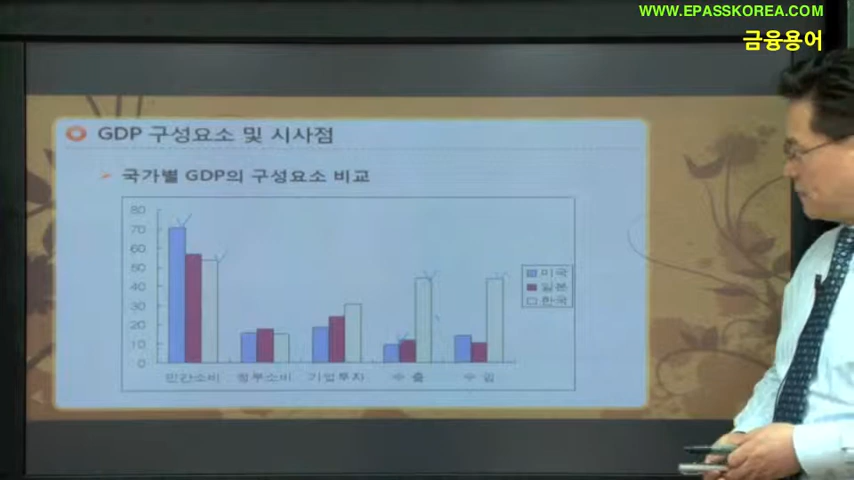 WWW.EPASSKOREA.COM
금융용어
GDP 구성요소 및 시사점
국가별 GDP의 구성요소 비교
80
70
60
50
40
30
20
10
0
미국
일본
한국
민간소비 정부소비 기업투자 수출 수입